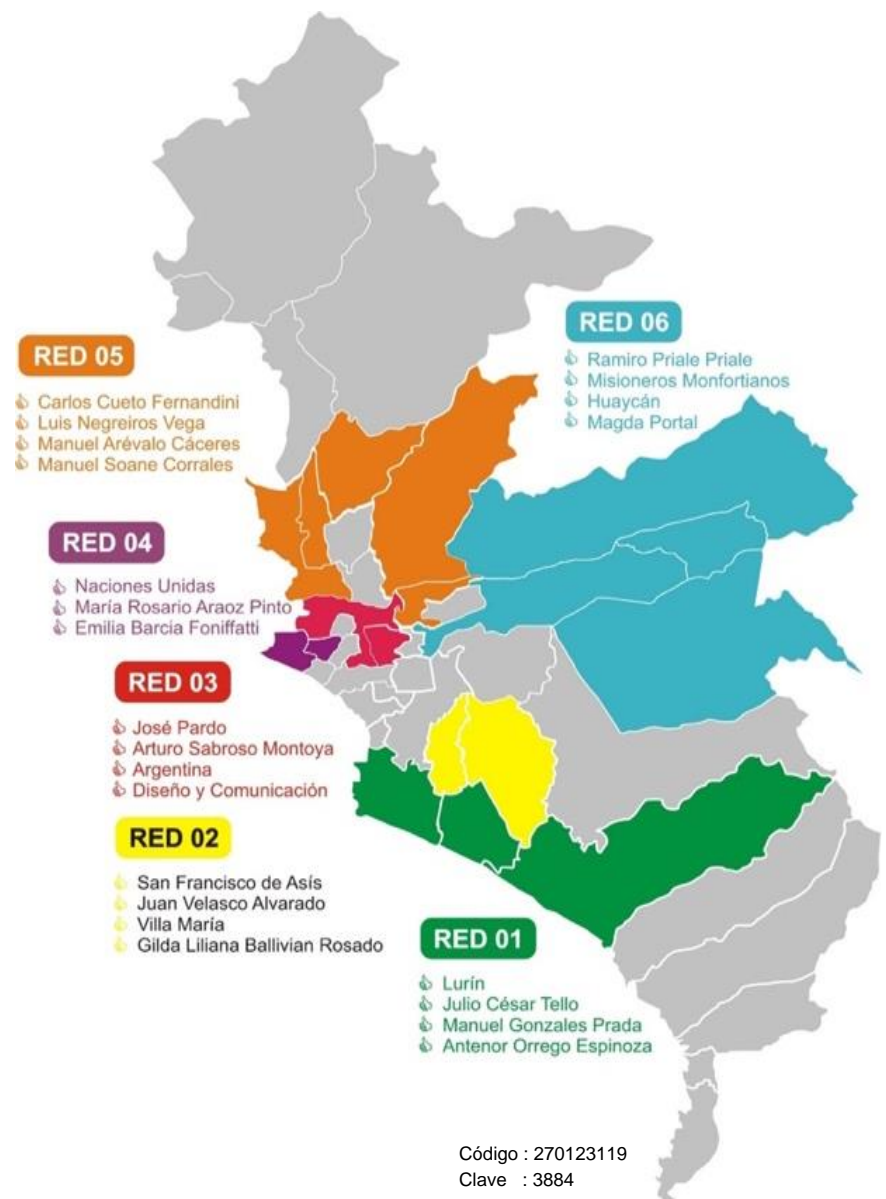 RED 05
Carlos Cueto Fernandini
Luis Negreiros Vega
Manuel Arévalo Cáceres
Manuel Soane Corrales
RED 06
Ramiro Priale Priale
Misioneros Monfortianos
Huaycán
Magda Portal
RED 04
Naciones Unidas
María Rosario Araoz Pinto
Emilia Barcia Foniffatti
RED 03
José Pardo
Arturo Sabroso Montoya
Argentina
Diseño y Comunicación
RED 02
San Francisco de Asís
Juan Velasco Alvarado
Villa María
Gilda Liliana Ballivian Rosado
RED 01
Lurín
Julio César Tello
Manuel Gonzales Prada
Antenor Orrego Espinoza
Código : 270123119
Clave : 3884